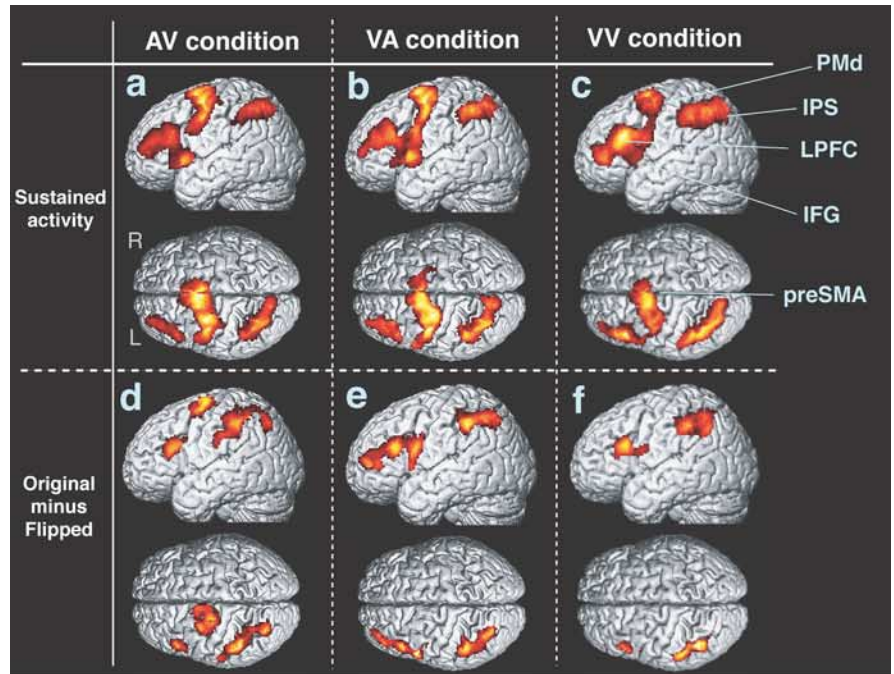 AV condition
VA condition
VV condition
a
b
c
PMd
IPS
LPFC
IFG
Sustained
activity
R
L
preSMA
d
e
f
Original
minus
Flipped